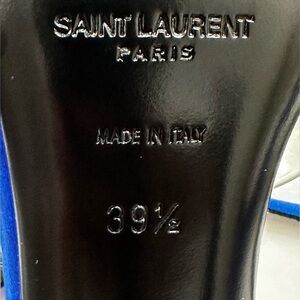 SAINT LAURENT
PARIS
MADE IN ITALY
39½